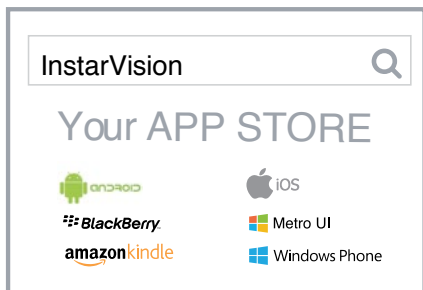 InstarVision
Your APP STORE
android iOS
BlackBerry. Metro UI
amazonkindle Windows Phone